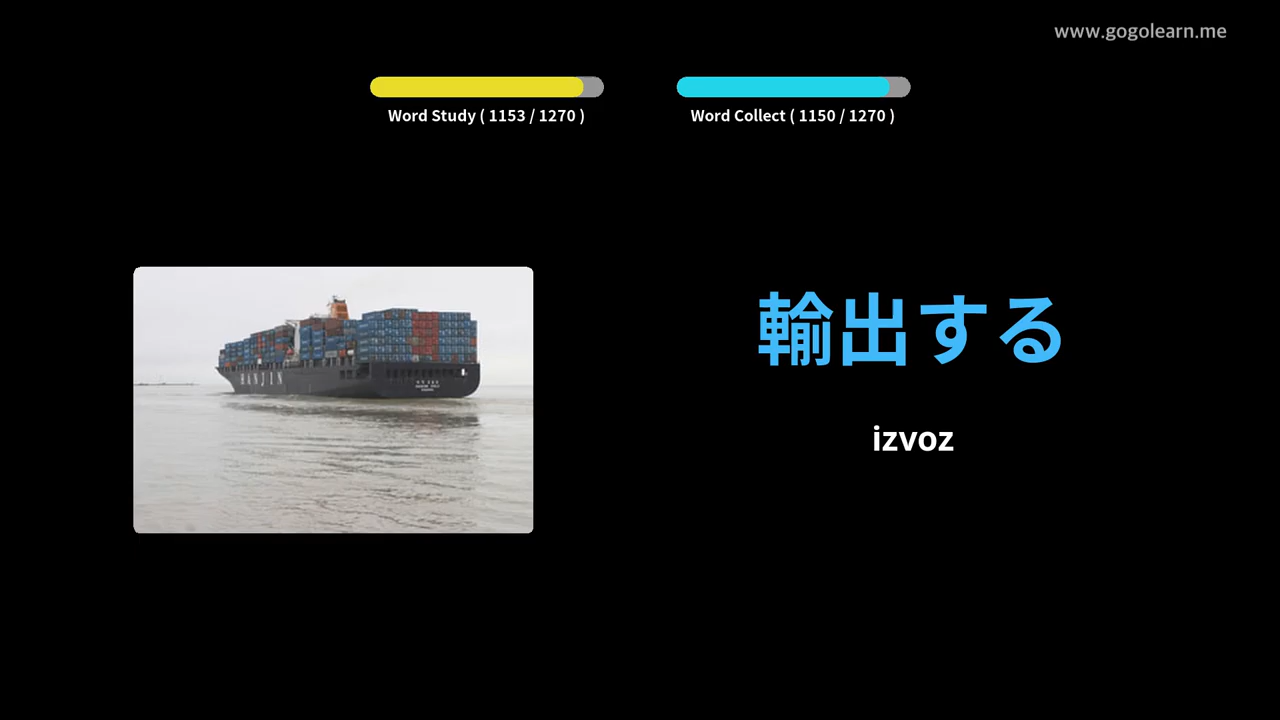 www.gogolearn.me
Word Study ( 1153 / 1270 )
Word Collect ( 1150 / 1270 )
HANJIN
輸出する
izvoz